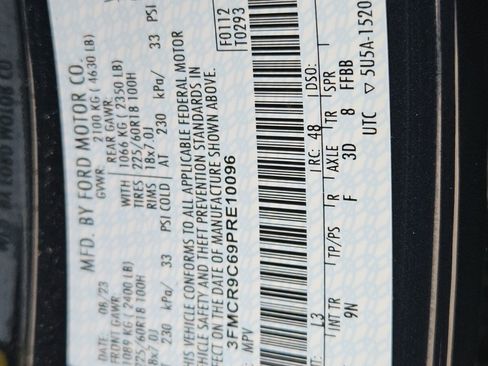 MFD. BY FORD MOTOR CO.
DATE: 08/23 GVWR: 2100 KG ( 4630 LB)
FRONT GAWR: REAR GAWR:
KG ( 2400 LB) WITH 1066 KG ( 2350 LB)
225/60R18 100H TIRES 225/60R18 100H
18x7.0J RIMS 18x7.0J
AT 230 kPa/ 33 PSI COLD AT 230 kPa/ 33 PSI
THIS VEHICLE CONFORMS TO ALL APPLICABLE FEDERAL MOTOR
VEHICLE SAFETY AND THEFT PREVENTION STANDARDS IN
EFFECT ON THE DATE OF MANUFACTURE SHOWN ABOVE.
F0112
T0293
3FMCR9C69PRE10096
MPV
L3 RC: 48 DSO:
INT TR TP/PS R AXLE TR SPR
9N F 3D 8 FFBB
UTC ▽ 5U5A-1520